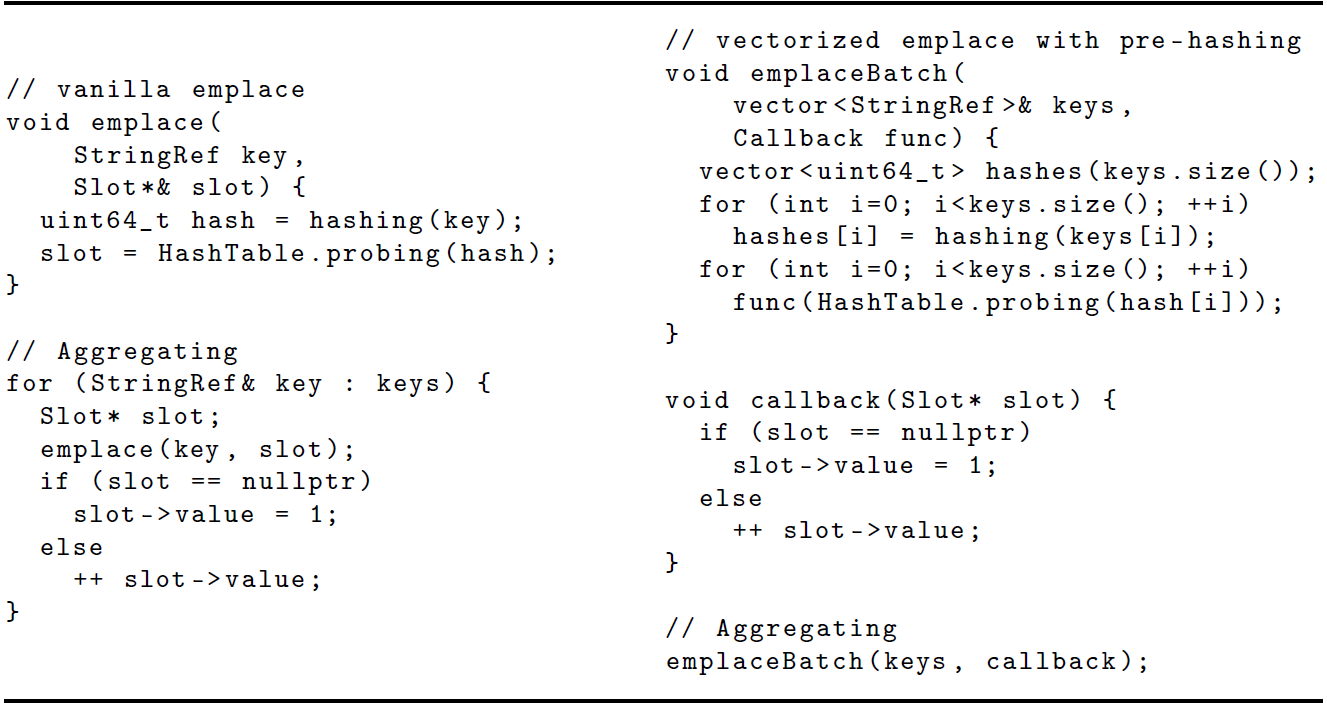 // vanilla emplace
void emplace(
    StringRef key,
    Slot*& slot) {
  uint64_t hash = hashing(key);
  slot = HashTable.probing(hash);
}

// Aggregating
for (StringRef& key : keys) {
  Slot* slot;
  emplace(key, slot);
  if (slot == nullptr)
    slot->value = 1;
  else
    ++ slot->value;
}

// vectorized emplace with pre-hashing
void emplaceBatch(
    vector<StringRef>& keys,
    Callback func) {
  vector<uint64_t> hashes(keys.size());
  for (int i=0; i<keys.size(); ++i)
    hashes[i] = hashing(keys[i]);
  for (int i=0; i<keys.size(); ++i)
    func(HashTable.probing(hash[i]));
}

void callback(Slot* slot) {
  if (slot == nullptr)
    slot->value = 1;
  else
    ++ slot->value;
}

// Aggregating
emplaceBatch(keys, callback);